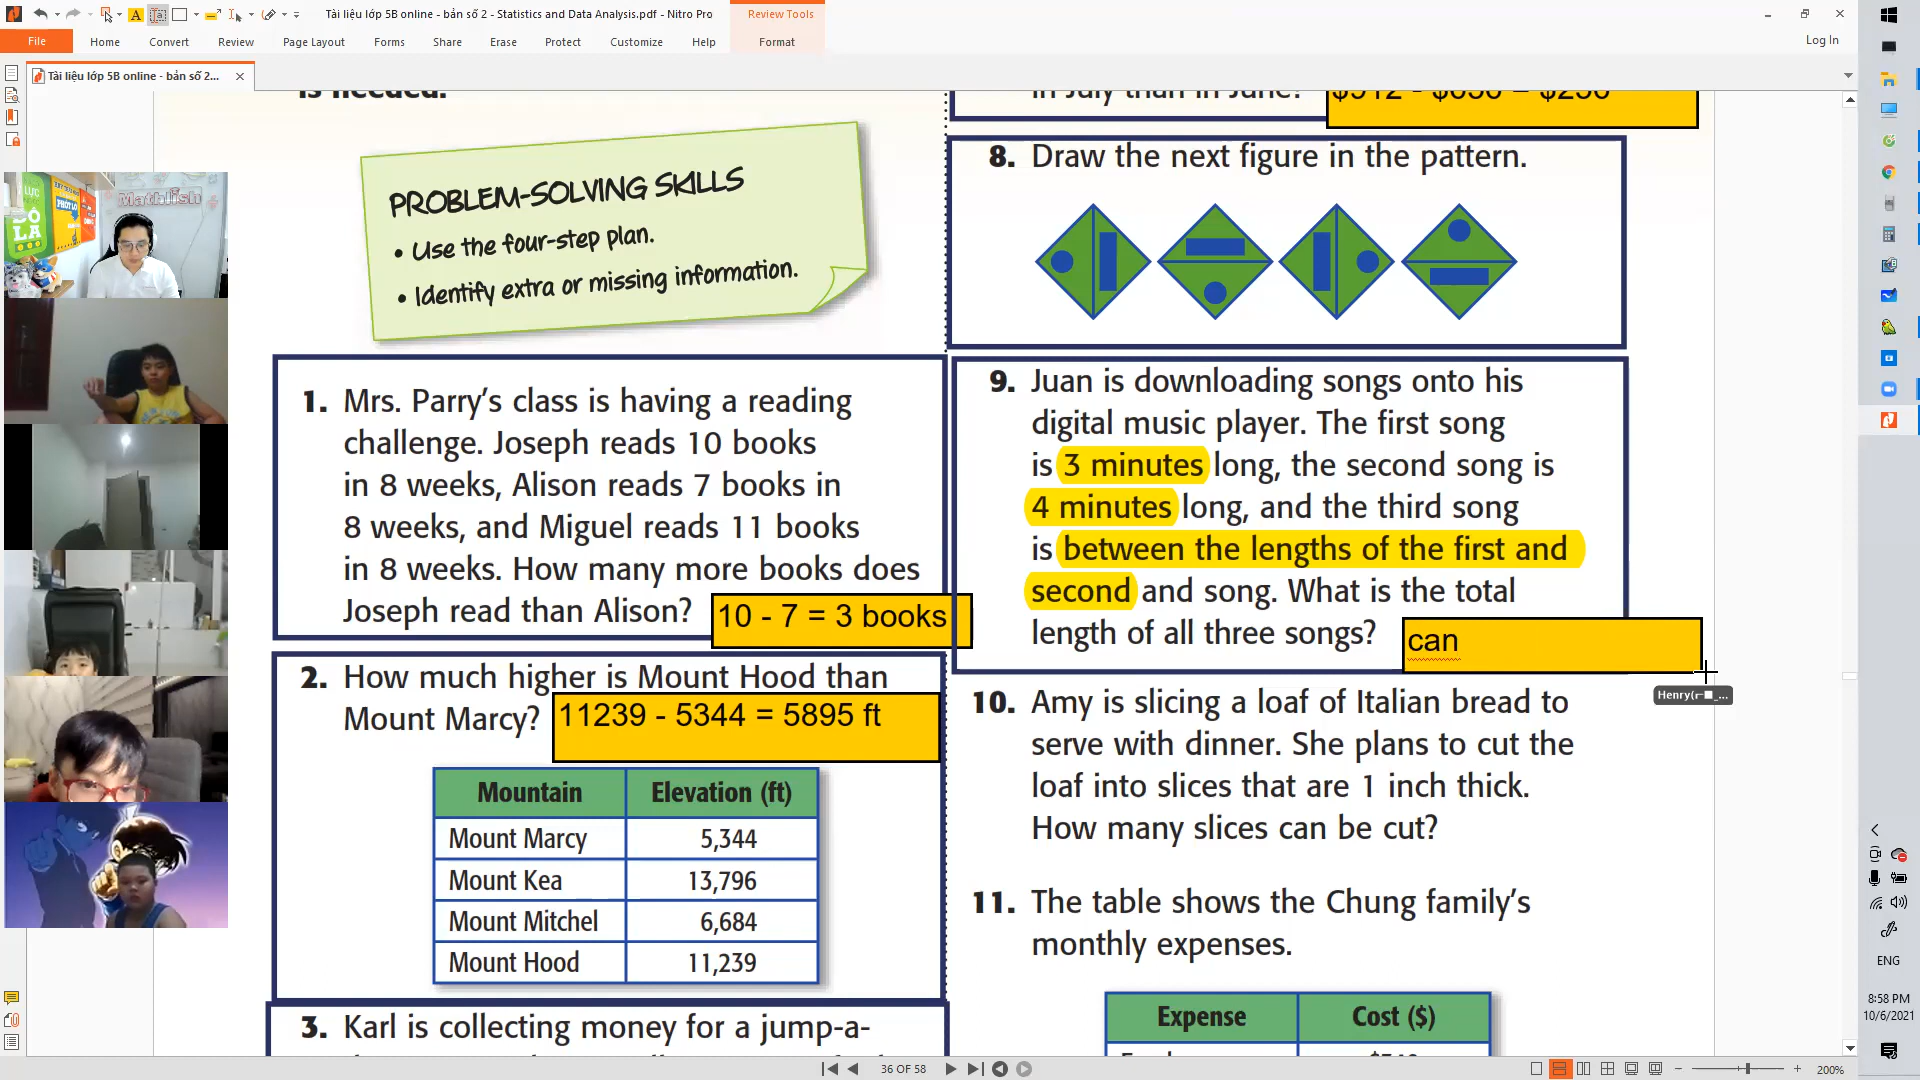 Tài liệu lớp 5B online - bản số 2 - Statistics and Data Analysis.pdf - Nitro Pro
Review Tools
File
Home
Convert
Review
Page Layout
Forms
Share
Erase
Protect
Customize
Help
Format
Log In
Tài liệu lớp 5B online - bản số 2...
is needed.
in July than in June?
$912 - $656 = $256
PROBLEM-SOLVING SKILLS
• Use the four-step plan.
• Identify extra or missing information.
Mathlish
1. Mrs. Parry's class is having a reading
challenge. Joseph reads 10 books
in 8 weeks, Alison reads 7 books in
8 weeks, and Miguel reads 11 books
in 8 weeks. How many more books does
Joseph read than Alison?
10 - 7 = 3 books
2. How much higher is Mount Hood than
Mount Marcy?
11239 - 5344 = 5895 ft
Mountain Elevation (ft)
Mount Marcy 5,344
Mount Kea 13,796
Mount Mitchel 6,684
Mount Hood 11,239
3. Karl is collecting money for a jump-a-
8. Draw the next figure in the pattern.
9. Juan is downloading songs onto his
digital music player. The first song
is 3 minutes long, the second song is
4 minutes long, and the third song
is between the lengths of the first and
second and song. What is the total
length of all three songs?
can
Henry(
10. Amy is slicing a loaf of Italian bread to
serve with dinner. She plans to cut the
loaf into slices that are 1 inch thick.
How many slices can be cut?
11. The table shows the Chung family's
monthly expenses.
Expense Cost ($)
36 OF 58
200%
ENG
8:58 PM
10/6/2021